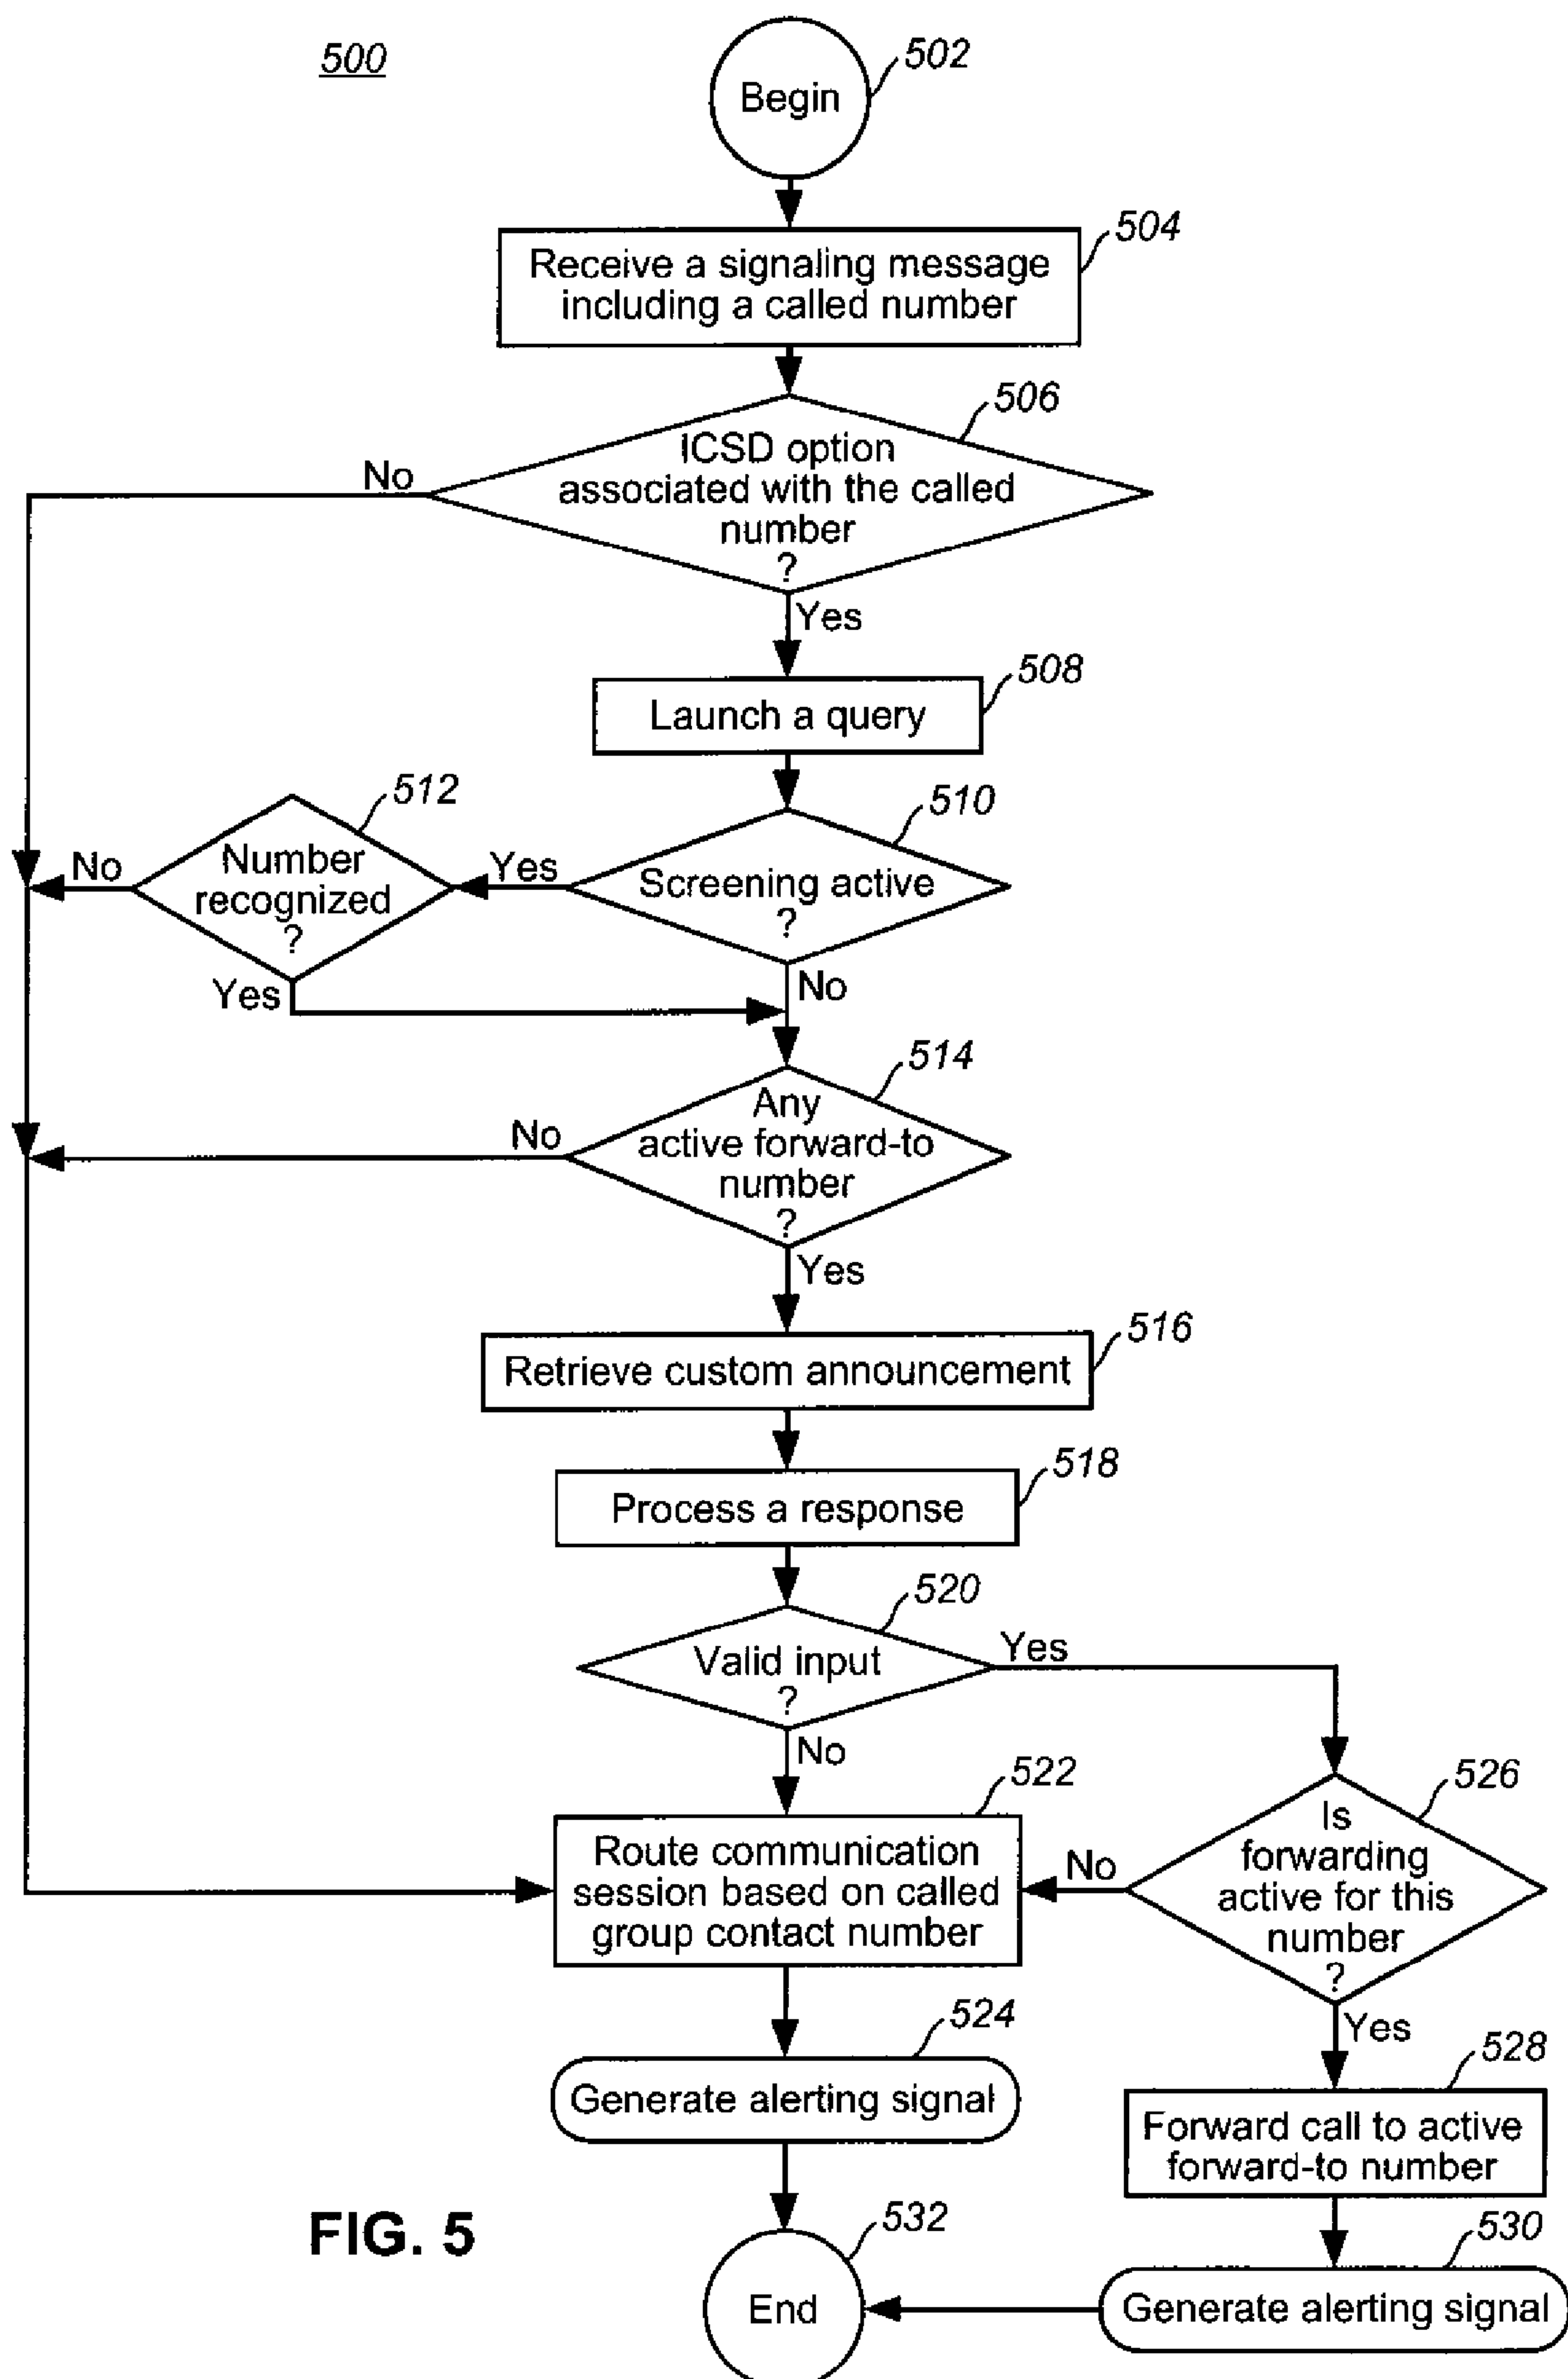 500
502
Begin
504
Receive a signaling message
including a called number
506
ICSD option
associated with the called
number
?
No
Yes
508
Launch a query
510
Screening active
?
Yes
No
512
Number
recognized
?
No
Yes
514
Any
active forward-to
number
?
No
Yes
516
Retrieve custom announcement
518
Process a response
520
Valid input
?
Yes
No
522
Route communication
session based on called
group contact number
526
Is
forwarding
active for this
number
?
No
Yes
524
Generate alerting signal
528
Forward call to active
forward-to number
530
Generate alerting signal
532
End
FIG. 5